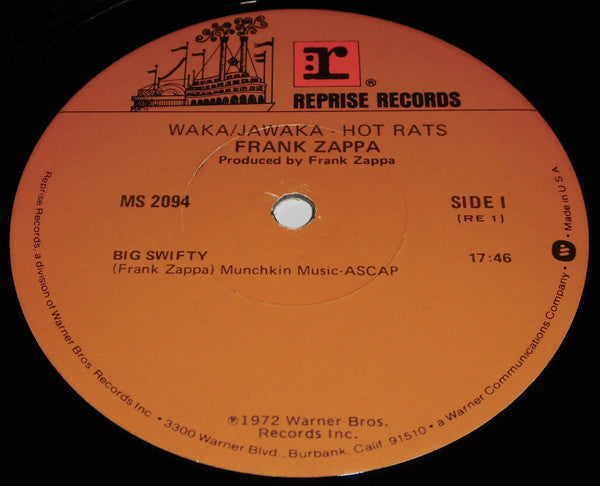 r
®
REPRISE RECORDS
WAKA/JAWAKA - HOT RATS
FRANK ZAPPA
Produced by Frank Zappa
MS 2094
SIDE I
(RE 1)
BIG SWIFTY
17:46
(Frank Zappa) Munchkin Music-ASCAP
℗1972 Warner Bros.
Records Inc.
Reprise Records, a division of Warner Bros. Records Inc. • 3300 Warner Blvd., Burbank, Calif. 91510 • a Warner Communications Company. • W • Made in U.S.A.